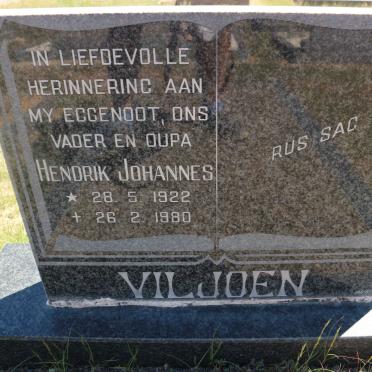 IN LIEFDEVOLLE
HERINNERING AAN
MY EGGENOOT, ONS
VADER EN OUPA
HENDRIK JOHANNES
* 28. 5. 1922
+ 26. 2. 1980
RUS SAG
VILJOEN